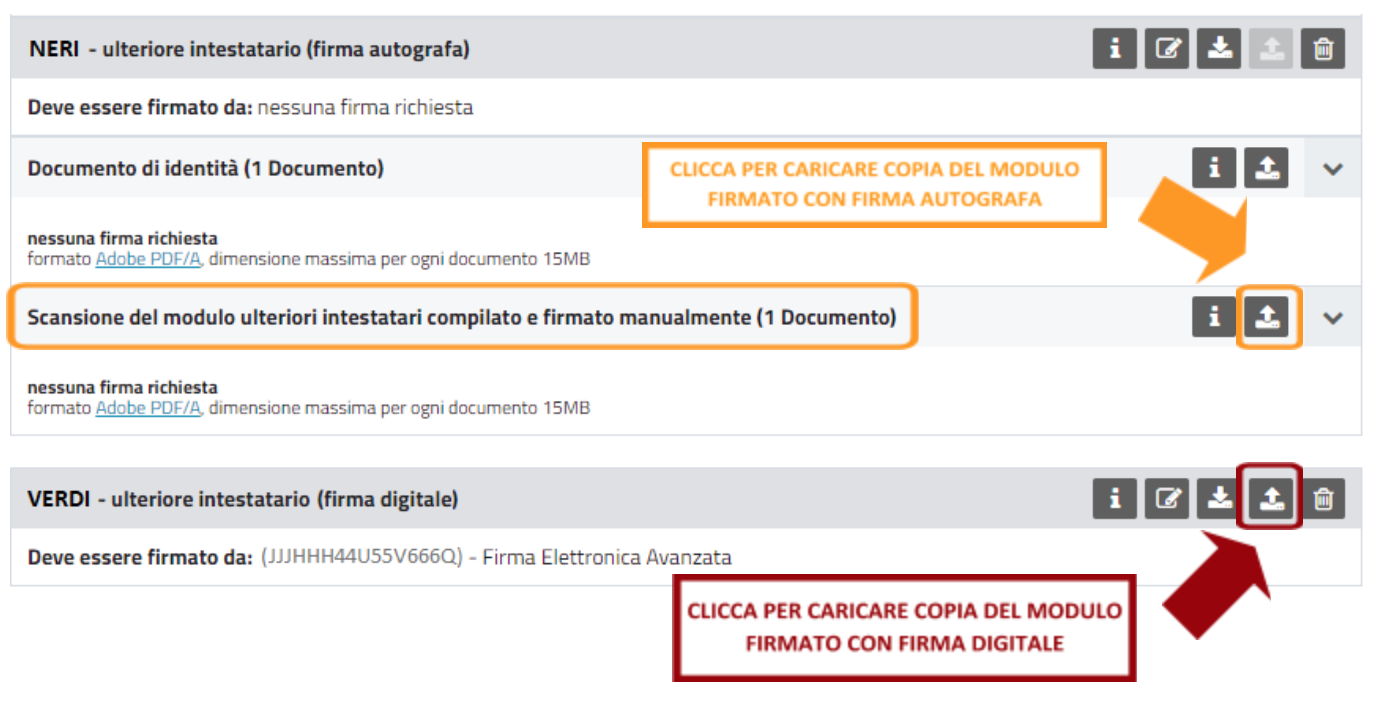 NERI - ulteriore intestatario (firma autografa)
Deve essere firmato da: nessuna firma richiesta
Documento di identità (1 Documento)
CLICCA PER CARICARE COPIA DEL MODULO
FIRMATO CON FIRMA AUTOGRAFA
nessuna firma richiesta
formato Adobe PDF/A, dimensione massima per ogni documento 15MB
Scansione del modulo ulteriori intestatari compilato e firmato manualmente (1 Documento)
nessuna firma richiesta
formato Adobe PDF/A, dimensione massima per ogni documento 15MB
VERDI - ulteriore intestatario (firma digitale)
Deve essere firmato da: (JJJHHH44U55V666Q) - Firma Elettronica Avanzata
CLICCA PER CARICARE COPIA DEL MODULO
FIRMATO CON FIRMA DIGITALE